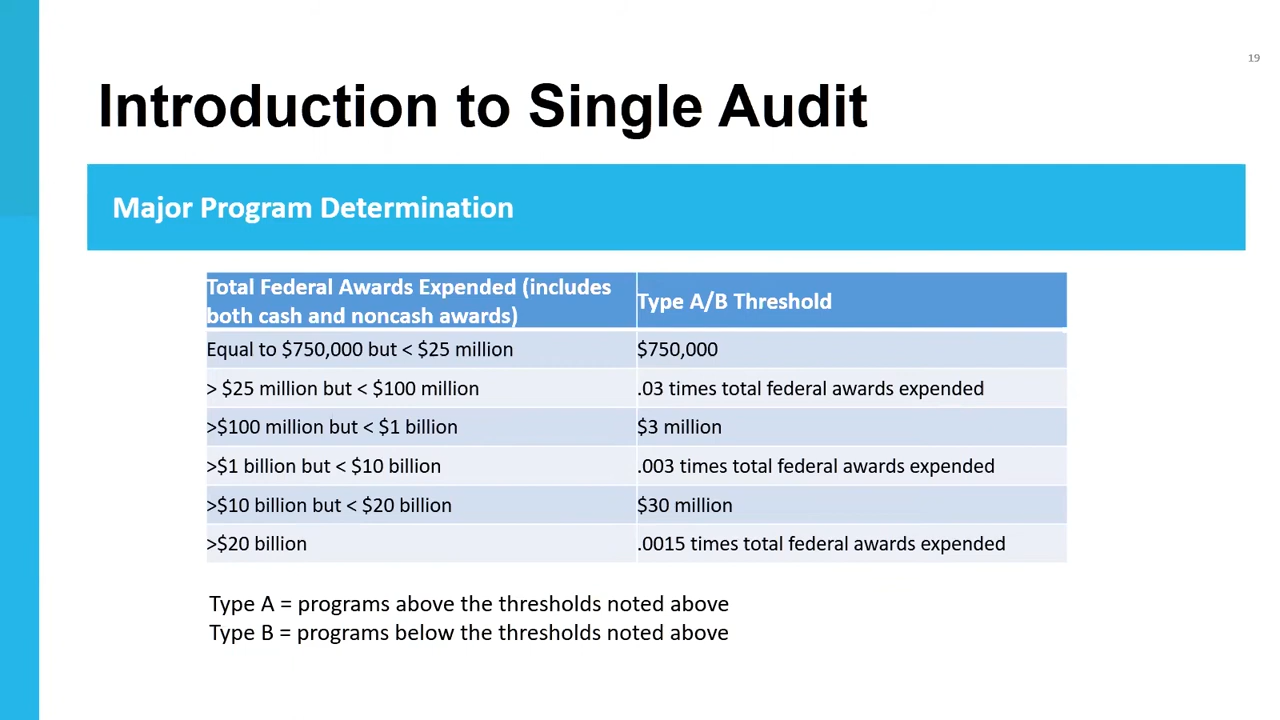 19
Introduction to Single Audit
Major Program Determination
Total Federal Awards Expended (includes
both cash and noncash awards)
Type A/B Threshold
Equal to $750,000 but < $25 million
$750,000
> $25 million but < $100 million
.03 times total federal awards expended
>$100 million but < $1 billion
$3 million
>$1 billion but < $10 billion
.003 times total federal awards expended
>$10 billion but < $20 billion
$30 million
>$20 billion
.0015 times total federal awards expended
Type A = programs above the thresholds noted above
Type B = programs below the thresholds noted above